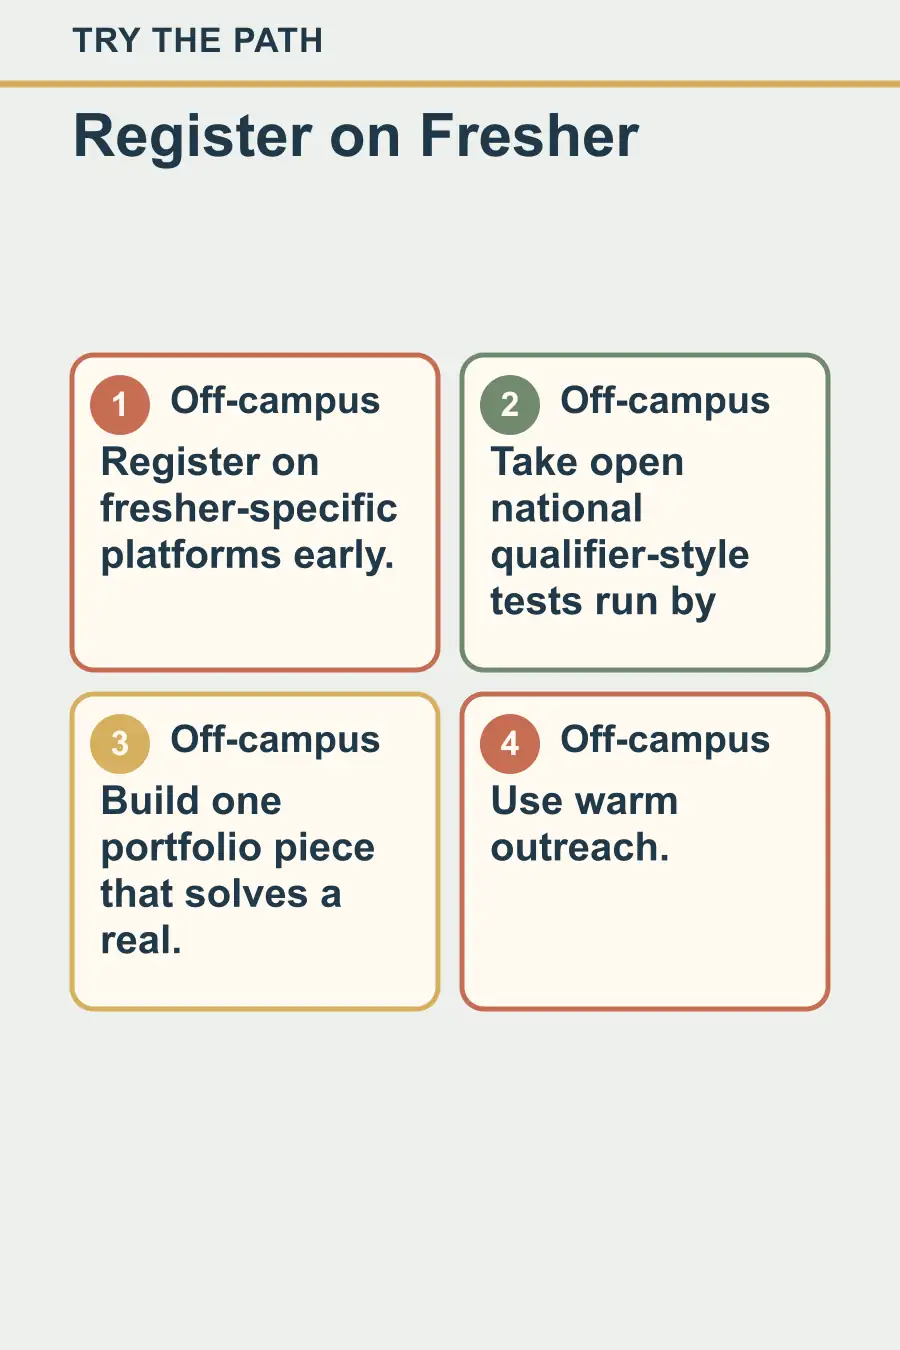 TRY THE PATH
Register on Fresher
1 Off-campus
Register on
fresher-specific
platforms early.
2 Off-campus
Take open
national
qualifier-style
tests run by
3 Off-campus
Build one
portfolio piece
that solves a
real.
4 Off-campus
Use warm
outreach.